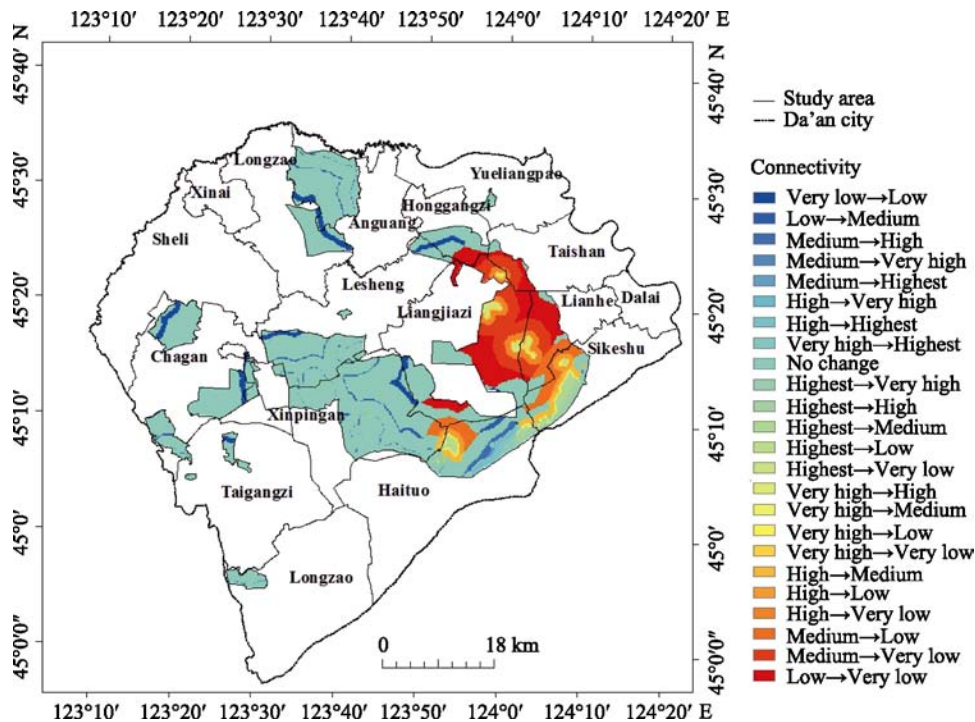 123°10′ 123°20′ 123°30′ 123°40′ 123°50′ 124°0′ 124°10′ 124°20′ E
45°40′ N
45°30′
45°20′
45°10′
45°0′
45°0′0″
45°40′ N
45°30′
45°20′
45°10′
45°0′
45°0′0″
Longzao
Yueliangpao
Xinai
Honggangzi
Anguang
Sheli
Taishan
Lesheng
Lianhe
Dalai
Liangjiazi
Chagan
Sikeshu
Xinpingan
Taigangzi
Haituo
Longzao
0 18 km
123°10′ 123°20′ 123°30′ 123°40′ 123°50′ 124°0′ 124°10′ E
Study area
Da’an city
Connectivity
Very low→Low
Low→Medium
Medium→High
Medium→Very high
Medium→Highest
High→Very high
High→Highest
Very high→Highest
No change
Highest→Very high
Highest→High
Highest→Medium
Highest→Low
Highest→Very low
Very high→High
Very high→Medium
Very high→Low
Very high→Very low
High→Medium
High→Low
High→Very low
Medium→Low
Medium→Very low
Low→Very low